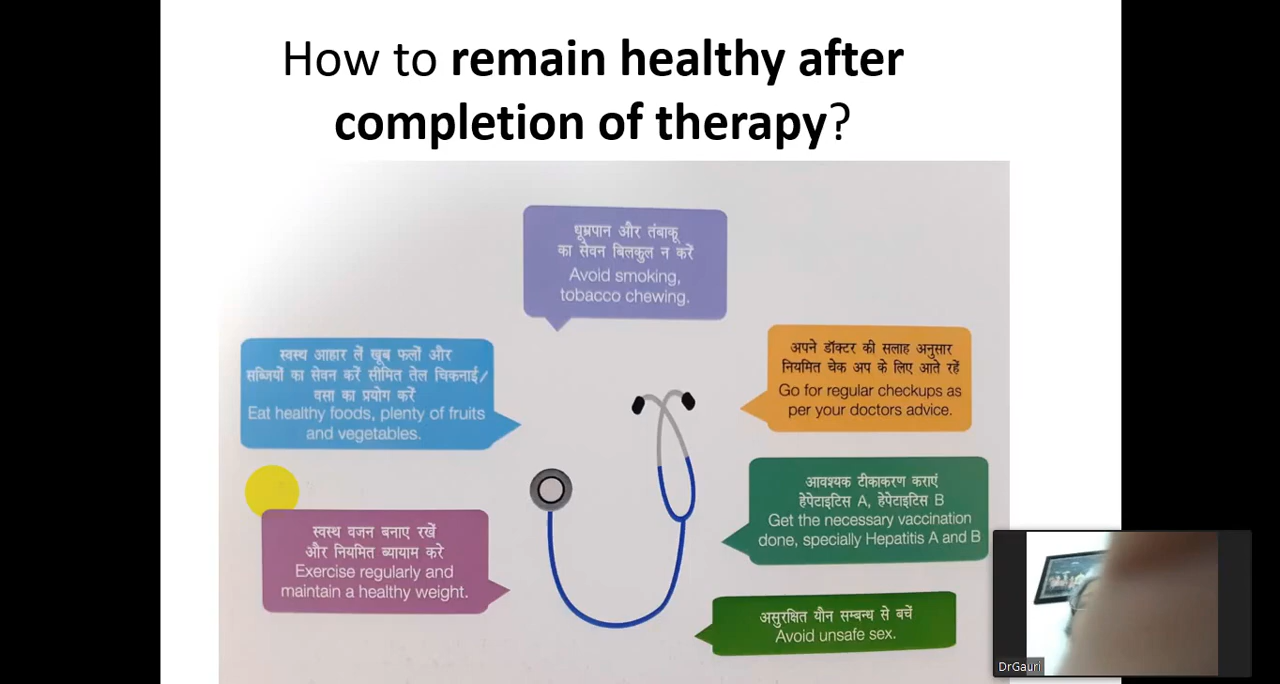 How to remain healthy after
completion of therapy?
धूम्रपान और तंबाकू
का सेवन बिलकुल न करें
Avoid smoking,
tobacco chewing.
स्वस्थ आहार लें खूब फलों और
सब्जियों का सेवन करें सीमित तेल चिकनाई/
वसा का प्रयोग करें
Eat healthy foods, plenty of fruits
and vegetables.
अपने डॉक्टर की सलाह अनुसार
नियमित चेक अप के लिए आते रहें
Go for regular checkups as
per your doctors advice.
आवश्यक टीकाकरण कराएं
हेपेटाइटिस A, हेपेटाइटिस B
Get the necessary vaccination
done, specially Hepatitis A and B
स्वस्थ वजन बनाए रखें
और नियमित ब्यायाम करे
Exercise regularly and
maintain a healthy weight.
असुरक्षित यौन सम्बन्ध से बचें
Avoid unsafe sex.
DrGauri